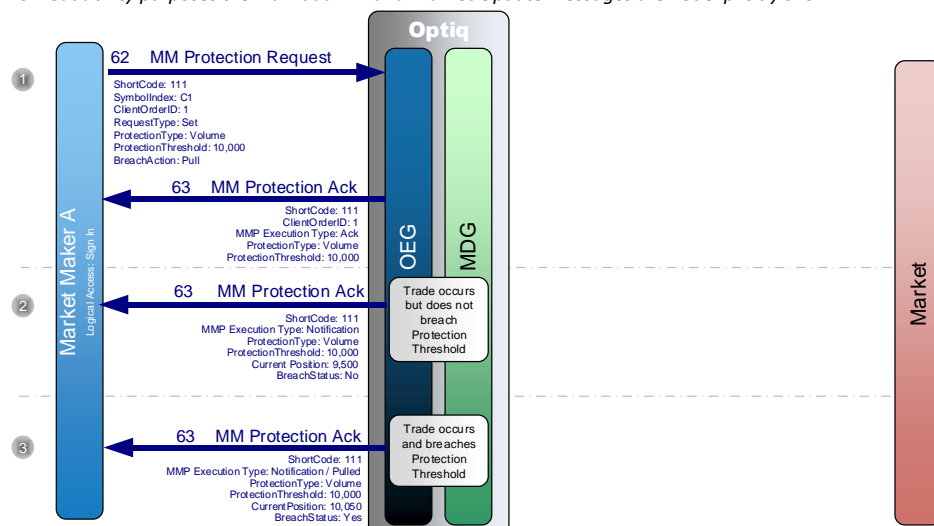 Optiq
1
62 MM Protection Request
ShortCode: 111
SymbolIndex: C1
ClientOrderID: 1
RequestType: Set
ProtectionType: Volume
ProtectionThreshold: 10,000
BreachAction: Pull
63 MM Protection Ack
ShortCode: 111
ClientOrderID: 1
MMP Execution Type: Ack
ProtectionType: Volume
ProtectionThreshold: 10,000
Market Maker A
Logical Access: Sign In
OEG
MDG
Market
2
63 MM Protection Ack
ShortCode: 111
MMP Execution Type: Notification
ProtectionType: Volume
ProtectionThreshold: 10,000
Current Position: 9,500
BreachStatus: No
Trade occurs
but does not
breach
Protection
Threshold
3
63 MM Protection Ack
ShortCode: 111
MMP Execution Type: Notification / Pulled
ProtectionType: Volume
ProtectionThreshold: 10,000
CurrentPosition: 10,050
BreachStatus: Yes
Trade occurs
and breaches
Protection
Threshold